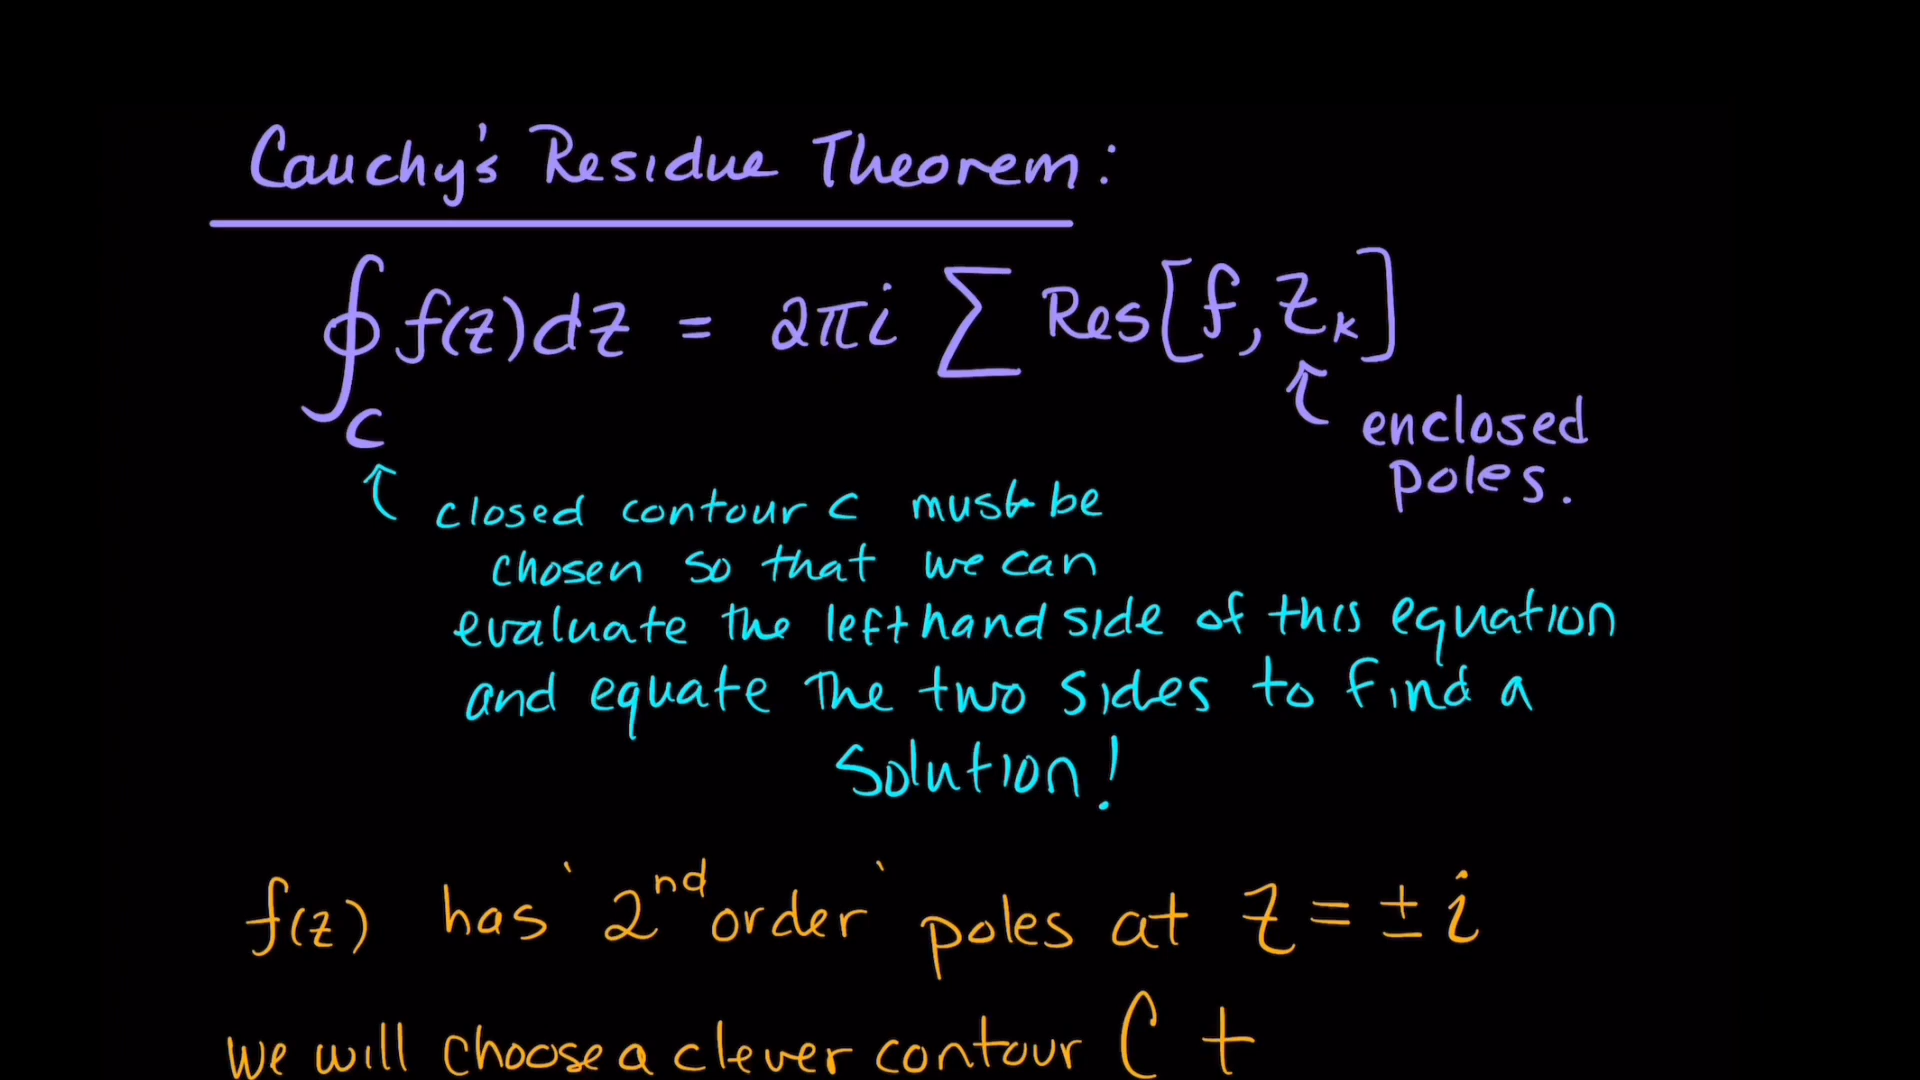 Cauchy's Residue Theorem:
∮_C f(z)dz = 2πi ∑ Res[f, z_k]
enclosed
poles.
closed contour C must be
chosen so that we can
evaluate the left hand side of this equation
and equate the two sides to find a
solution!
f(z) has '2nd order' poles at z = ± i
we will choose a clever contour C t